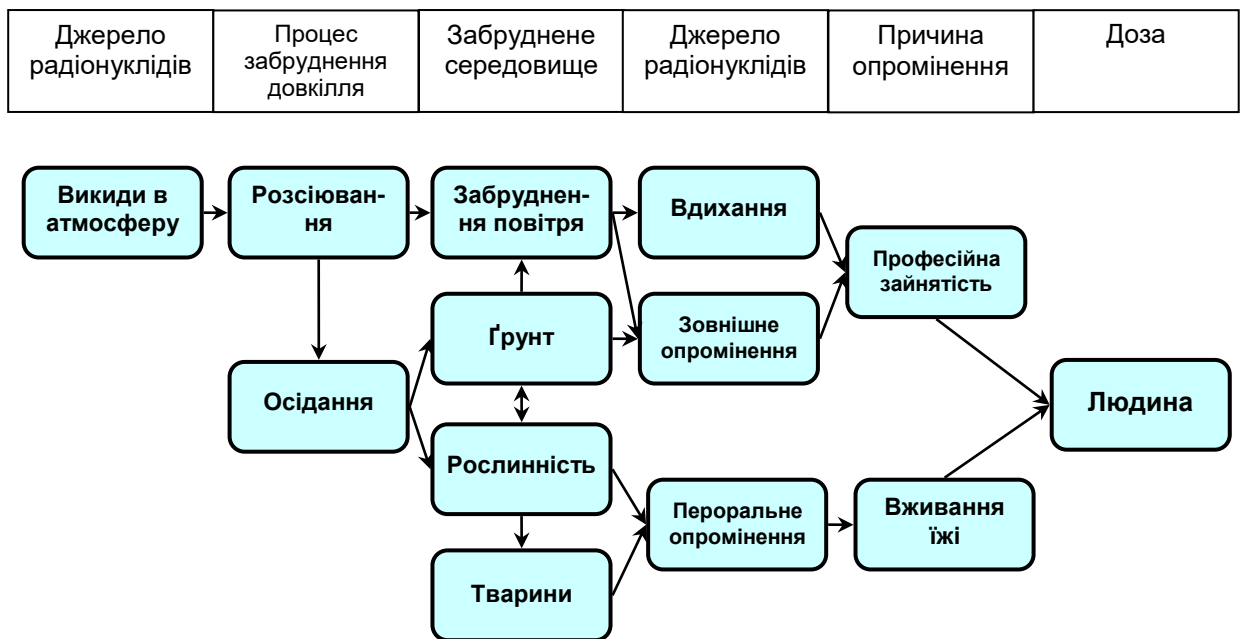 Джерело
радіонуклідів
Процес
забруднення
довкілля
Забруднене
середовище
Джерело
радіонуклідів
Причина
опромінення
Доза
Викиди в
атмосферу
Розсіюван-
ня
Забруднен-
ня повітря
Вдихання
Професійна
зайнятість
Ґрунт
Зовнішнє
опромінення
Осідання
Людина
Рослинність
Пероральне
опромінення
Вживання
їжі
Тварини